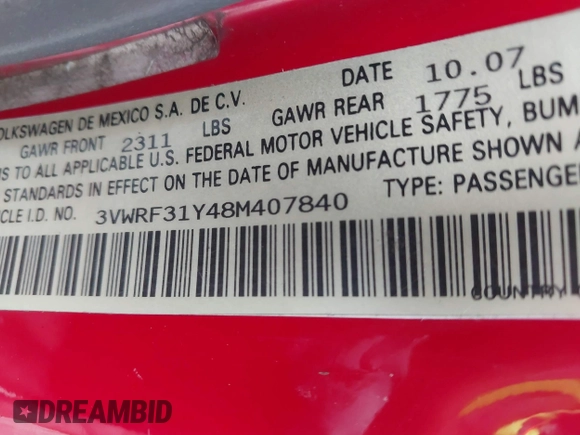 OLKSWAGEN DE MEXICO S.A. DE C.V. DATE 10.07
GAWR FRONT 2311 LBS GAWR REAR 1775 LBS
S TO ALL APPLICABLE U.S. FEDERAL MOTOR VEHICLE SAFETY, BUM
STANDARDS IN EFFECT ON THE DATE OF MANUFACTURE SHOWN A
CLE I.D. NO. 3VWRF31Y48M407840 TYPE: PASSENGE
COUNTRY
DREAMBID